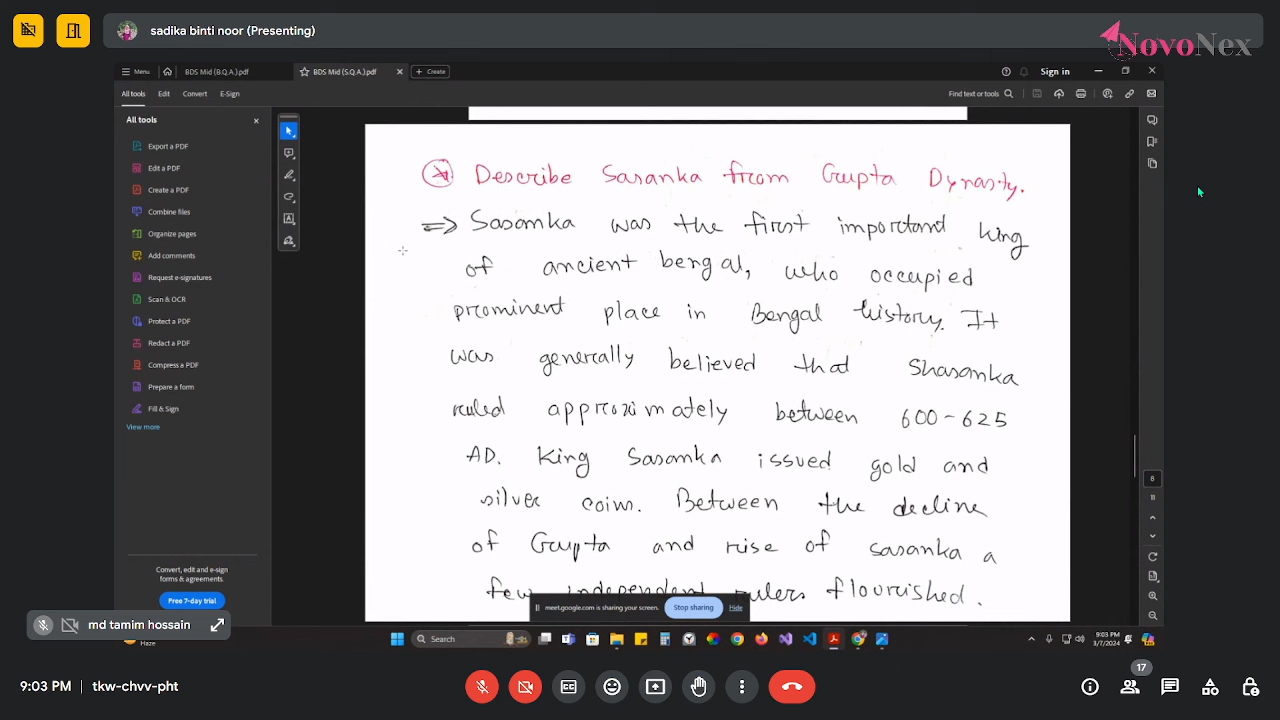 sadika binti noor (Presenting)
NovoNex
Menu
BDS Mid (B.Q.A.).pdf
BDS Mid (S.Q.A.).pdf
Create
Sign in
All tools
Edit
Convert
E-Sign
Find text or tools
All tools
Export a PDF
Edit a PDF
Create a PDF
Combine files
Organize pages
Add comments
Request e-signatures
Scan & OCR
Protect a PDF
Redact a PDF
Compress a PDF
Prepare a form
Fill & Sign
View more
Convert, edit and e-sign
forms & agreements.
Free 7-day trial
Describe Sasanka from Gupta Dynasty.
⇒ Sasanka was the first important king
of ancient bengal, who occupied
prominent place in Bengal history. It
was generally believed that Shasanka
ruled approximately between 600-625
AD. King Sasanka issued gold and
silver coins. Between the decline
of Gupta and rise of sasanka a
few independent rulers flourished.
8
11
meet.google.com is sharing your screen.
Stop sharing
Hide
md tamim hossain
Haze
Search
9:03 PM
3/7/2024
9:03 PM
tkw-chvv-pht
17